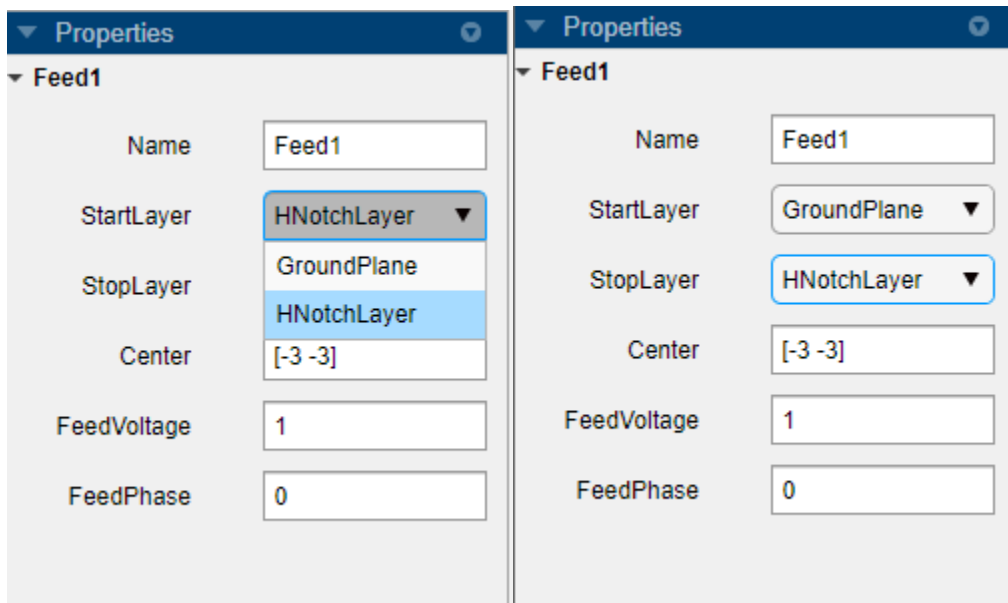 Properties
Feed1
Name Feed1
StartLayer HNotchLayer
GroundPlane
StopLayer
HNotchLayer
Center [-3 -3]
FeedVoltage 1
FeedPhase 0
Properties
Feed1
Name Feed1
StartLayer GroundPlane
StopLayer HNotchLayer
Center [-3 -3]
FeedVoltage 1
FeedPhase 0